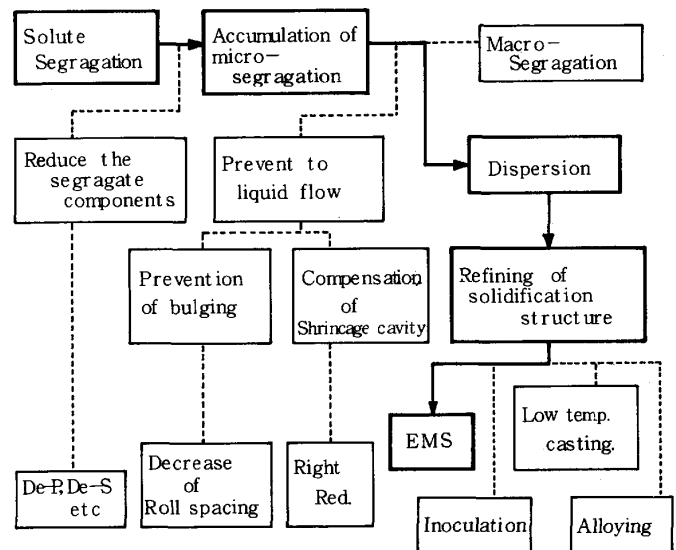 Solute
Segragation
Accumulation of
micro-
segragation
Macro-
Segragation
Reduce the
segragate
components
Prevent to
liquid flow
Dispersion
Prevention
of bulging
Compensation
of
Shrincage cavity
Refining of
solidification
structure
EMS
Low temp.
casting.
De-P, De-S
etc
Decrease
of
Roll spacing
Right
Red.
Inoculation
Alloying